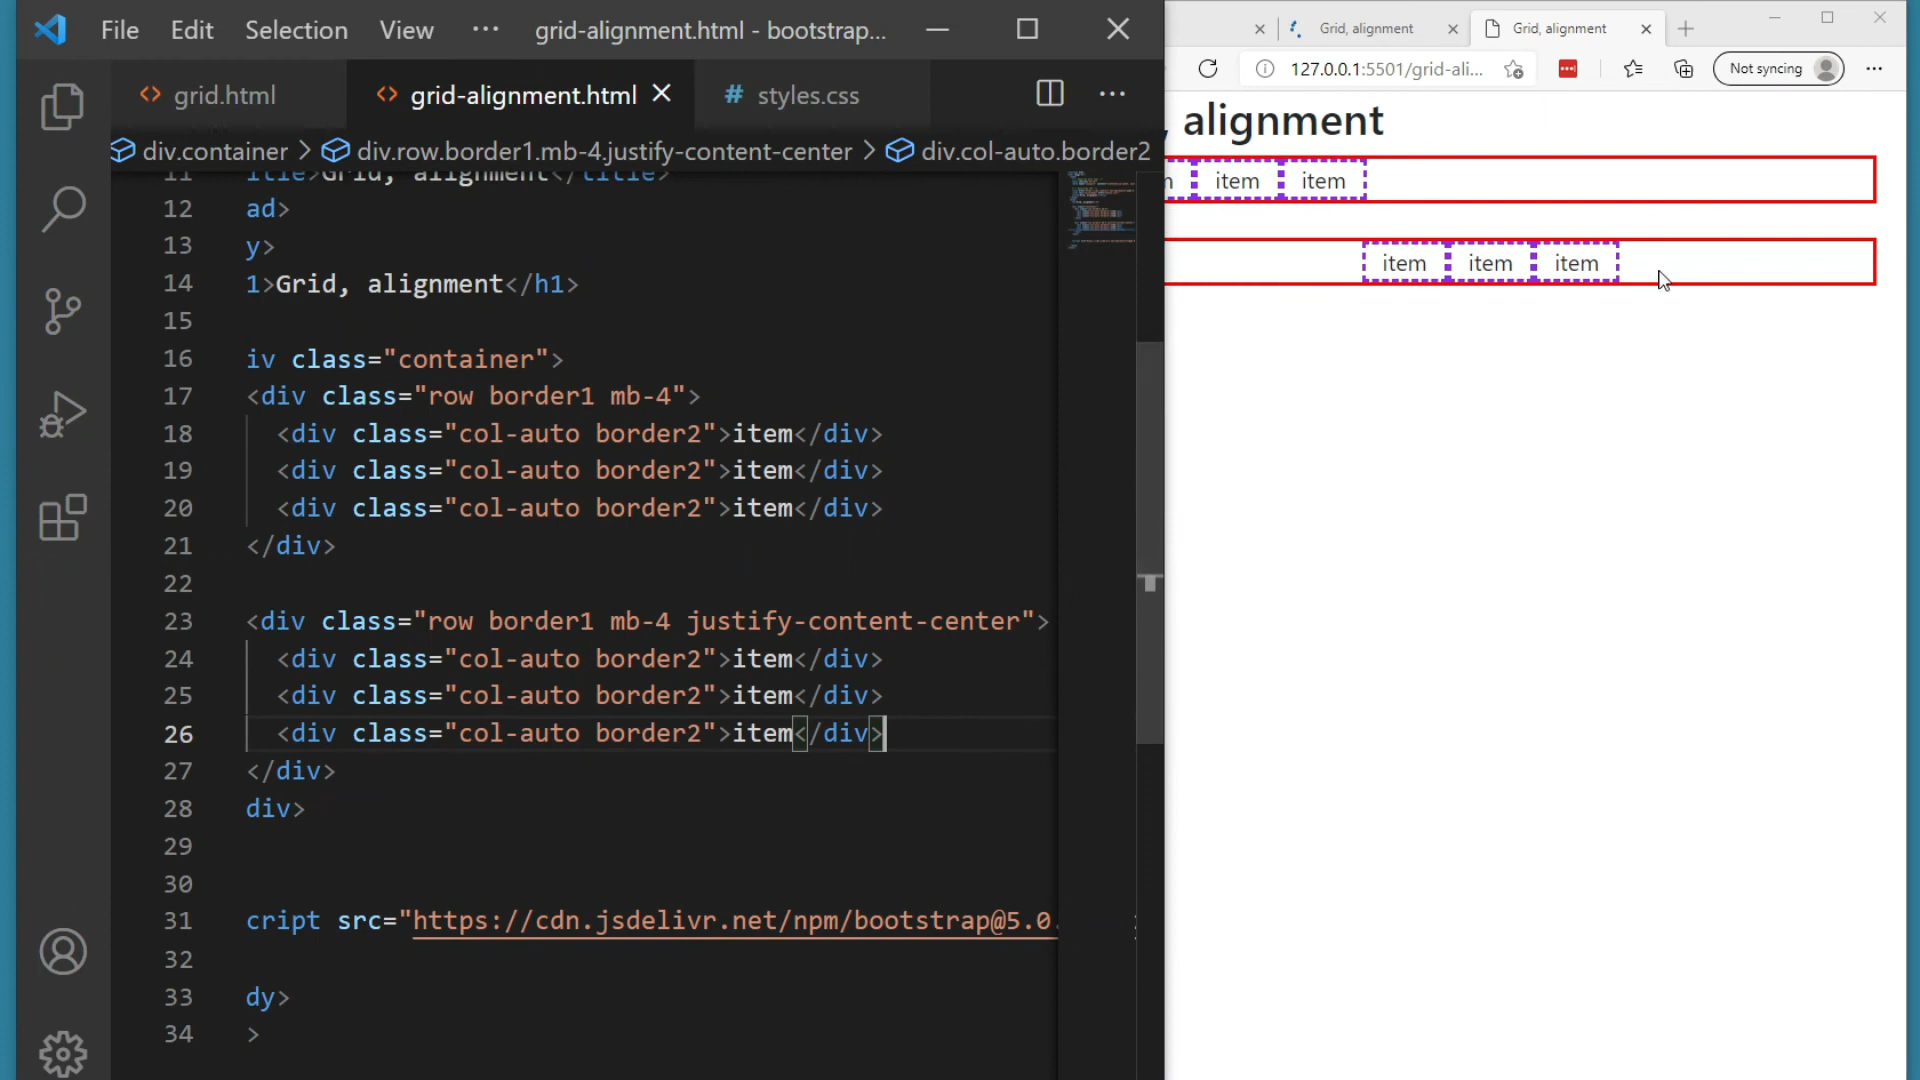 File Edit Selection View ··· grid-alignment.html - bootstrap...
grid.html grid-alignment.html # styles.css ···
div.container > div.row.border1.mb-4.justify-content-center > div.col-auto.border2
11 itle>Grid, alignment</title>
12 ad>
13 y>
14 1>Grid, alignment</h1>
15
16 iv class="container">
17 <div class="row border1 mb-4">
18 <div class="col-auto border2">item</div>
19 <div class="col-auto border2">item</div>
20 <div class="col-auto border2">item</div>
21 </div>
22
23 <div class="row border1 mb-4 justify-content-center">
24 <div class="col-auto border2">item</div>
25 <div class="col-auto border2">item</div>
26 <div class="col-auto border2">item</div>
27 </div>
28 div>
29
30
31 cript src="https://cdn.jsdelivr.net/npm/bootstrap@5.0.
32
33 dy>
34 >
Grid, alignment Grid, alignment
127.0.0.1:5501/grid-ali... Not syncing ···
, alignment
item item
item item item